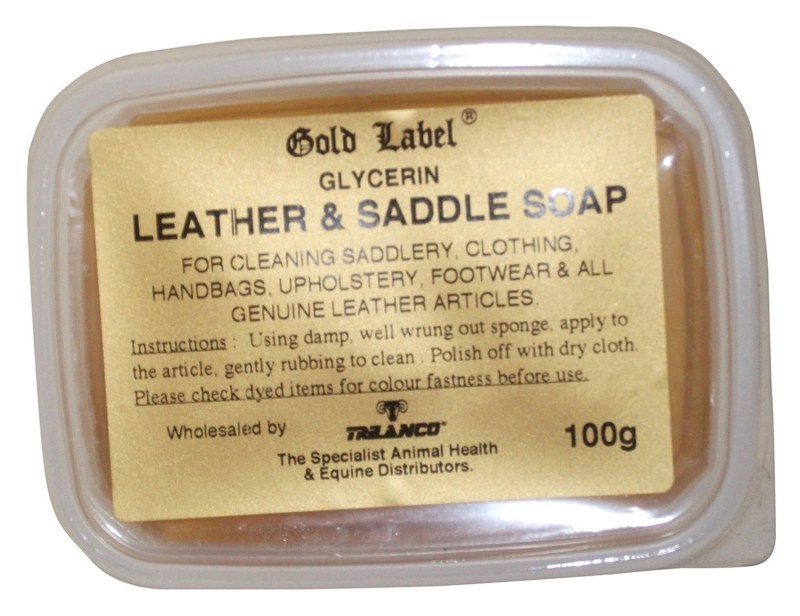 Gold Label®
GLYCERIN
LEATHER & SADDLE SOAP
FOR CLEANING SADDLERY, CLOTHING,
HANDBAGS, UPHOLSTERY, FOOTWEAR & ALL
GENUINE LEATHER ARTICLES.
Instructions : Using damp, well wrung out sponge, apply to
the article, gently rubbing to clean . Polish off with dry cloth.
Please check dyed items for colour fastness before use.
Wholesaled by TRILANCO
100g
The Specialist Animal Health
& Equine Distributors.